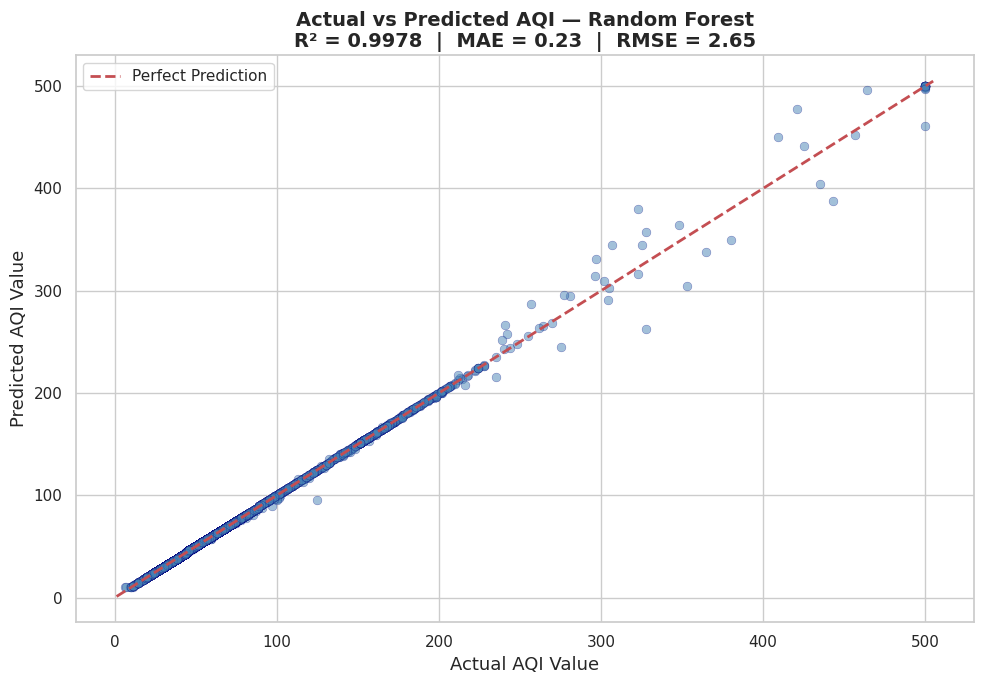 Actual vs Predicted AQI — Random Forest
R² = 0.9978 | MAE = 0.23 | RMSE = 2.65
Perfect Prediction
Predicted AQI Value
500
400
300
200
100
0
0 100 200 300 400 500
Actual AQI Value